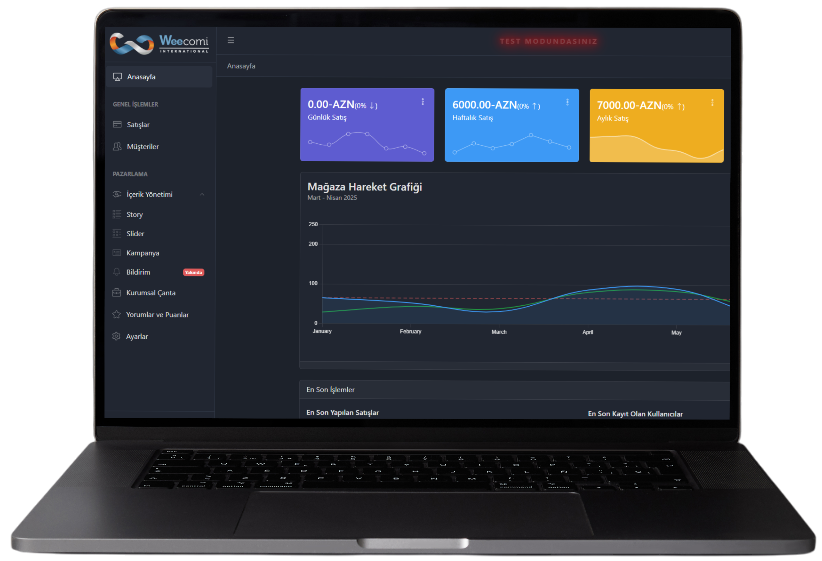 Weecomi
INTERNATIONAL
TEST MODUNDASINIZ
Anasayfa
Anasayfa
GENEL İŞLEMLER
Satışlar
Müşteriler
PAZARLAMA
İçerik Yönetimi
Story
Slider
Kampanya
Bildirim
Yakında
Kurumsal Çanta
Yorumlar ve Puanlar
Ayarlar
0.00-AZN(0% ↓)
Günlük Satış
6000.00-AZN(0% ↑)
Haftalık Satış
7000.00-AZN(0% ↑)
Aylık Satış
Mağaza Hareket Grafiği
Mart - Nisan 2025
250
200
100
0
January
February
March
April
May
En Son İşlemler
En Son Yapılan Satışlar
En Son Kayıt Olan Kullanıcılar